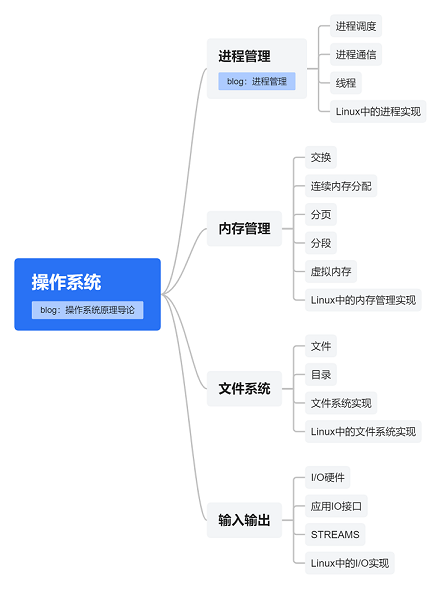 操作系统
blog：操作系统原理导论
进程管理
blog：进程管理
进程调度
进程通信
线程
Linux中的进程实现
内存管理
交换
连续内存分配
分页
分段
虚拟内存
Linux中的内存管理实现
文件系统
文件
目录
文件系统实现
Linux中的文件系统实现
输入输出
I/O硬件
应用IO接口
STREAMS
Linux中的I/O实现